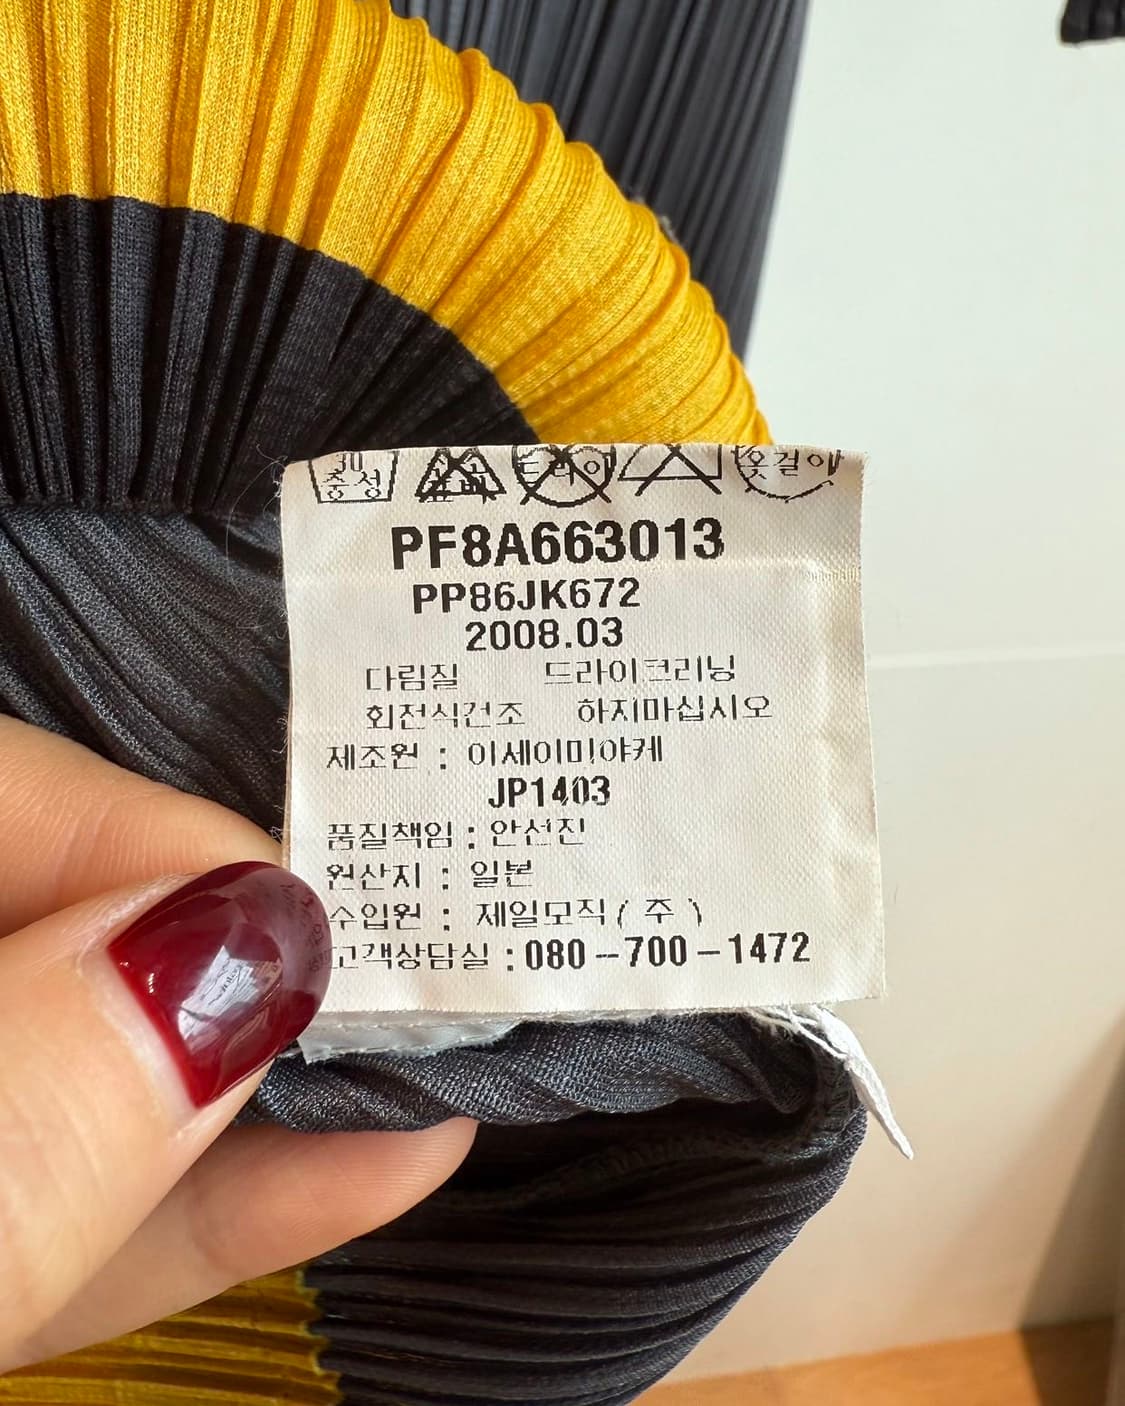 30 중성 드라이 옷걸이
PF8A663013
PP86JK672
2008.03
다림질 드라이크리닝
회전식건조 하지마십시오
제조원 : 이세이미야케
JP1403
품질책임 : 안선진
원산지 : 일본
수입원 : 제일모직(주)
고객상담실 : 080-700-1472